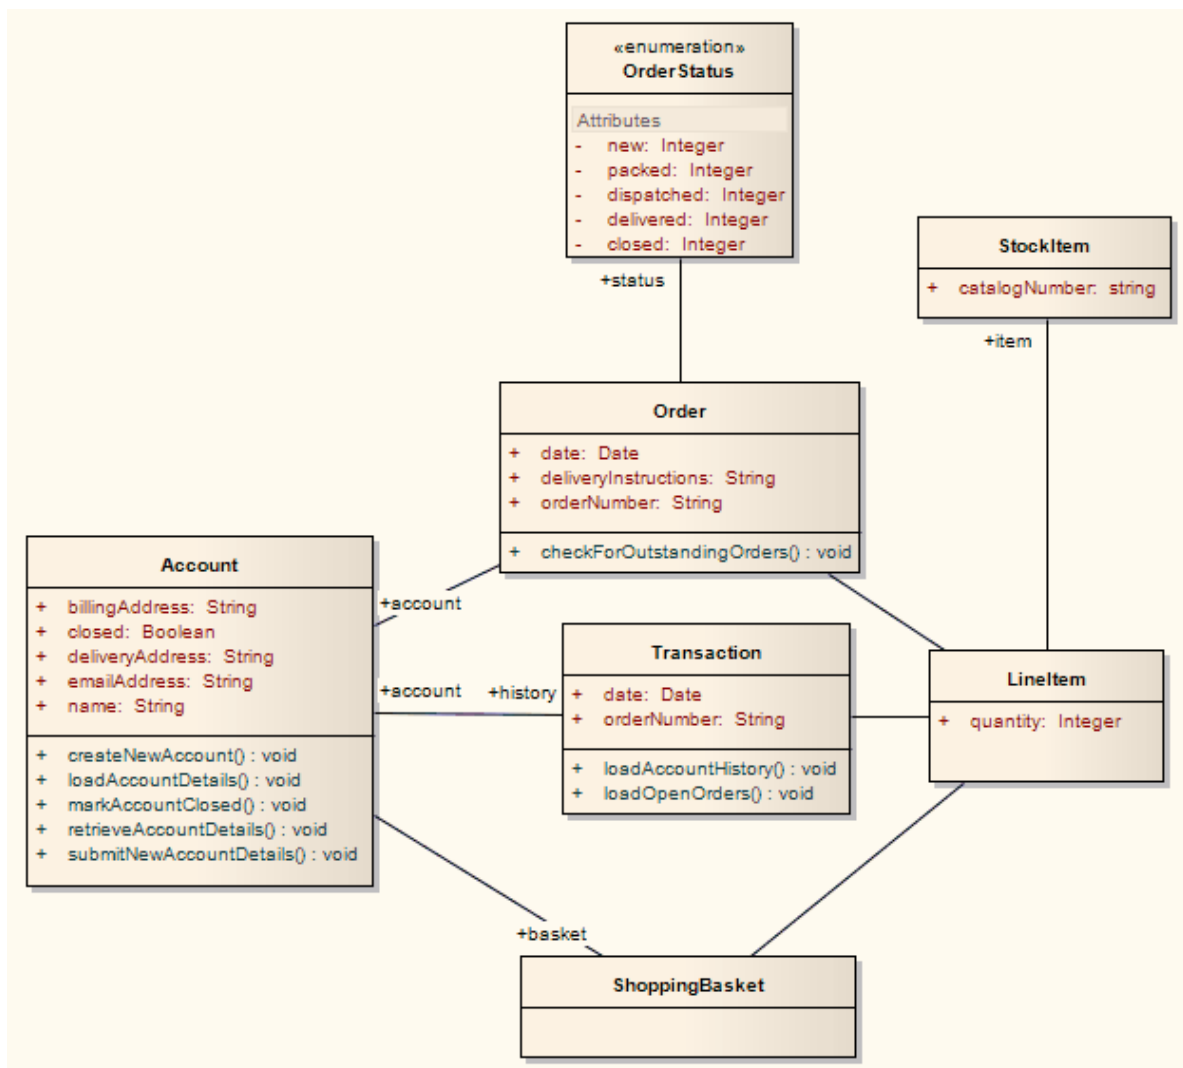 «enumeration»
OrderStatus
Attributes
- new: Integer
- packed: Integer
- dispatched: Integer
- delivered: Integer
- closed: Integer
+status
StockItem
+ catalogNumber: string
+item
Order
+ date: Date
+ deliveryInstructions: String
+ orderNumber: String
+ checkForOutstandingOrders() : void
Account
+ billingAddress: String
+ closed: Boolean
+ deliveryAddress: String
+ emailAddress: String
+ name: String
+ createNewAccount() : void
+ loadAccountDetails() : void
+ markAccountClosed() : void
+ retrieveAccountDetails() : void
+ submitNewAccountDetails() : void
+account
+account
+history
Transaction
+ date: Date
+ orderNumber: String
+ loadAccountHistory() : void
+ loadOpenOrders() : void
LineItem
+ quantity: Integer
+basket
ShoppingBasket